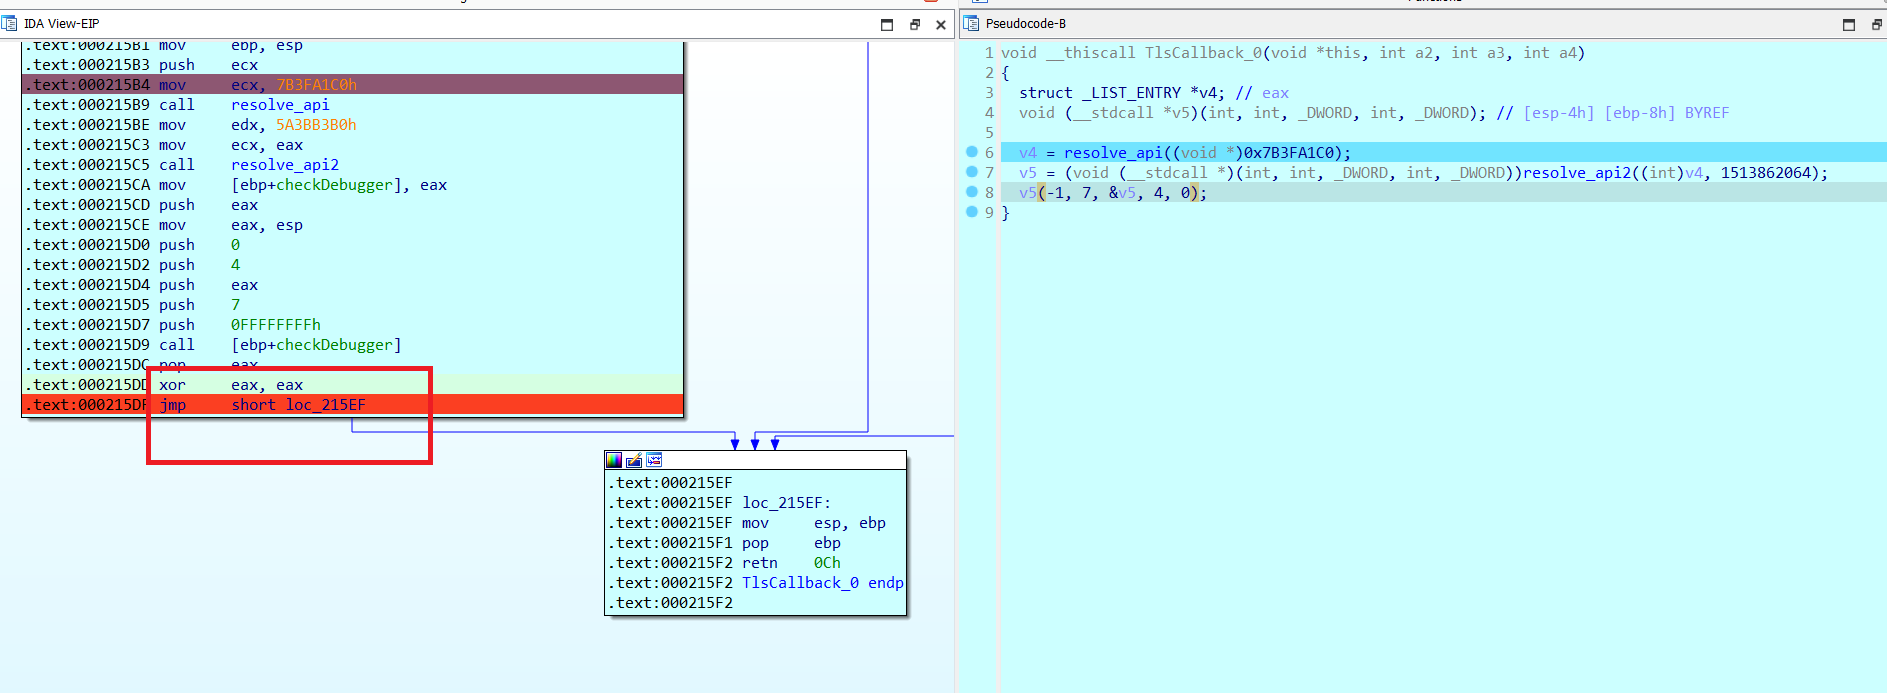 IDA View-EIP
.text:000215B1 mov ebp, esp
.text:000215B3 push ecx
.text:000215B4 mov ecx, 7B3FA1C0h
.text:000215B9 call resolve_api
.text:000215BE mov edx, 5A3BB3B0h
.text:000215C3 mov ecx, eax
.text:000215C5 call resolve_api2
.text:000215CA mov [ebp+checkDebugger], eax
.text:000215CD push eax
.text:000215CE mov eax, esp
.text:000215D0 push 0
.text:000215D2 push 4
.text:000215D4 push eax
.text:000215D5 push 7
.text:000215D7 push 0FFFFFFFFh
.text:000215D9 call [ebp+checkDebugger]
.text:000215DC pop eax
.text:000215DD xor eax, eax
.text:000215DF jmp short loc_215EF
.text:000215EF
.text:000215EF loc_215EF:
.text:000215EF mov esp, ebp
.text:000215F1 pop ebp
.text:000215F2 retn 0Ch
.text:000215F2 TlsCallback_0 endp
.text:000215F2
Pseudocode-B
1 void __thiscall TlsCallback_0(void *this, int a2, int a3, int a4)
2 {
3 struct _LIST_ENTRY *v4; // eax
4 void (__stdcall *v5)(int, int, _DWORD, int, _DWORD); // [esp-4h] [ebp-8h] BYREF
5
6 v4 = resolve_api((void *)0x7B3FA1C0);
7 v5 = (void (__stdcall *)(int, int, _DWORD, int, _DWORD))resolve_api2((int)v4, 1513862064);
8 v5(-1, 7, &v5, 4, 0);
9 }